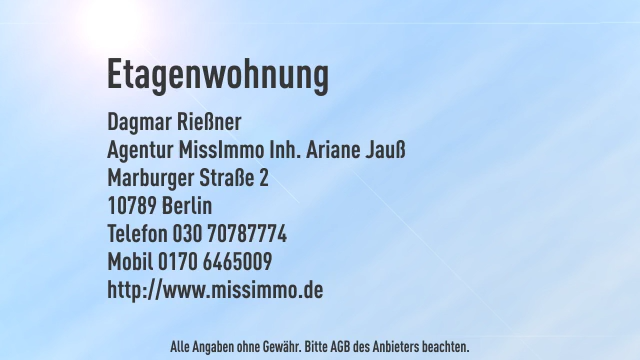 Etagenwohnung
Dagmar Rießner
Agentur MissImmo Inh. Ariane Jauß
Marburger Straße 2
10789 Berlin
Telefon 030 70787774
Mobil 0170 6465009
http://www.missimmo.de
Alle Angaben ohne Gewähr. Bitte AGB des Anbieters beachten.